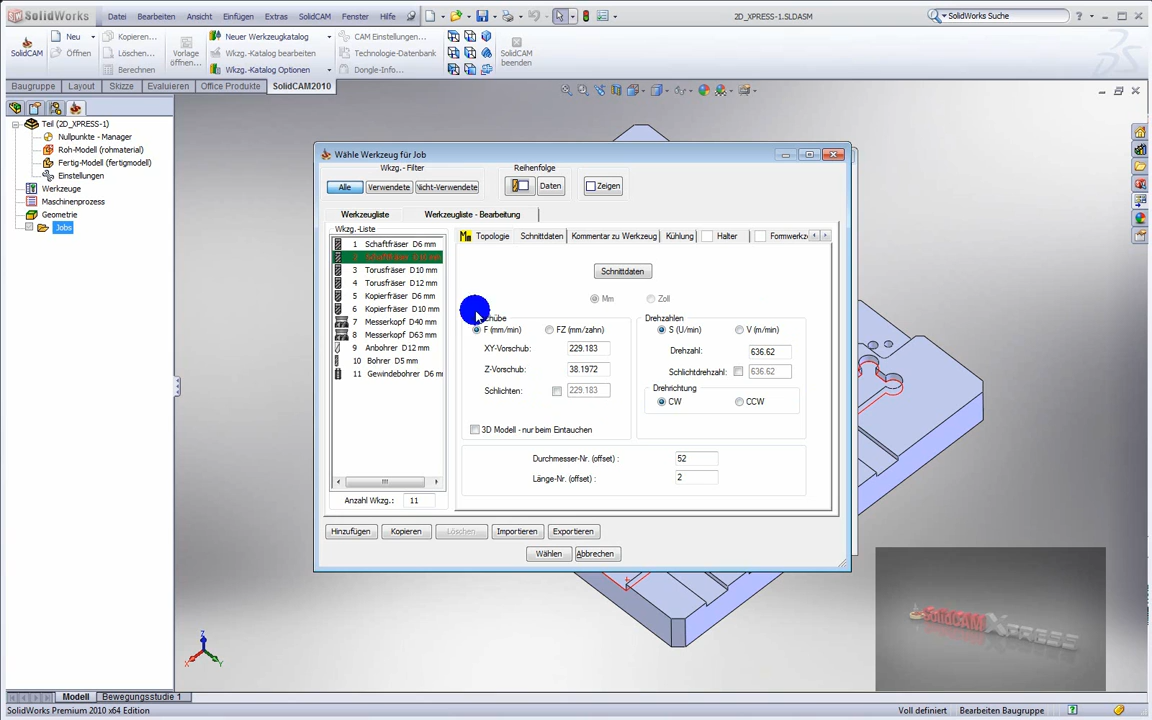 SolidWorks
Datei Bearbeiten Ansicht Einfügen Extras SolidCAM Fenster Hilfe
2D_XPRESS-1.SLDASM
SolidWorks Suche
SolidCAM
Neu
Öffnen
Kopieren...
Löschen...
Berechnen
Vorlage
öffnen...
Neuer Werkzeugkatalog
Wkzg.-Katalog bearbeiten
Wkzg.-Katalog Optionen
CAM Einstellungen...
Technologie-Datenbank
Dongle-Info...
SolidCAM
beenden
Baugruppe Layout Skizze Evaluieren Office Produkte SolidCAM2010
Teil (2D_XPRESS-1)
Nullpunkte - Manager
Roh-Modell (rohmaterial)
Fertig-Modell (fertigmodell)
Einstellungen
Werkzeuge
Maschinenprozess
Geometrie
Jobs
Wähle Werkzeug für Job
Wkzg.- Filter
Alle Verwendete Nicht-Verwendete
Reihenfolge
Daten
Zeigen
Werkzeugliste Werkzeugliste - Bearbeitung
Wkzg.-Liste
1 Schaftfräser D6 mm
2 Schaftfräser D10 mm
3 Torusfräser D10 mm
4 Torusfräser D12 mm
5 Kopierfräser D6 mm
6 Kopierfräser D10 mm
7 Messerkopf D40 mm
8 Messerkopf D63 mm
9 Anbohrer D12 mm
10 Bohrer D5 mm
11 Gewindebohrer D6 m
Anzahl Wkzg.: 11
Topologie Schnittdaten Kommentar zu Werkzeug Kühlung Halter Formwerkz
Schnittdaten
Mm Zoll
F (mm/min) FZ (mm/zahn)
XY-Vorschub: 229.183
Z-Vorschub: 38.1972
Schlichten: 229.183
3D Modell - nur beim Eintauchen
Drehzahlen
S (U/min) V (m/min)
Drehzahl: 636.62
Schlichtdrehzahl: 636.62
Drehrichtung
CW CCW
Durchmesser-Nr. (offset) : 52
Länge-Nr. (offset) : 2
Hinzufügen Kopieren Löschen Importieren Exportieren
Wählen Abbrechen
SolidCAM XPRESS
Z
X
Y
Modell Bewegungsstudie 1
SolidWorks Premium 2010 x64 Edition
Voll definiert Bearbeiten Baugruppe